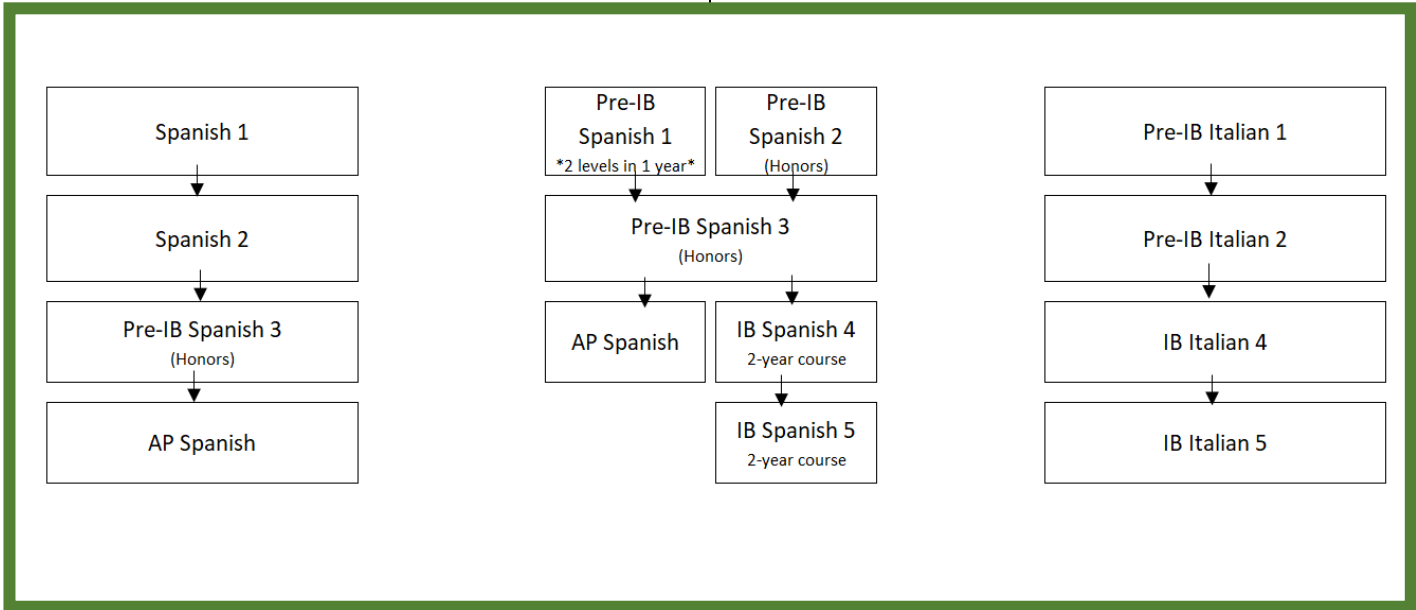 Spanish 1
Spanish 2
Pre-IB Spanish 3
(Honors)
AP Spanish
Pre-IB
Spanish 1
*2 levels in 1 year*
Pre-IB
Spanish 2
(Honors)
Pre-IB Spanish 3
(Honors)
AP Spanish
IB Spanish 4
2-year course
IB Spanish 5
2-year course
Pre-IB Italian 1
Pre-IB Italian 2
IB Italian 4
IB Italian 5